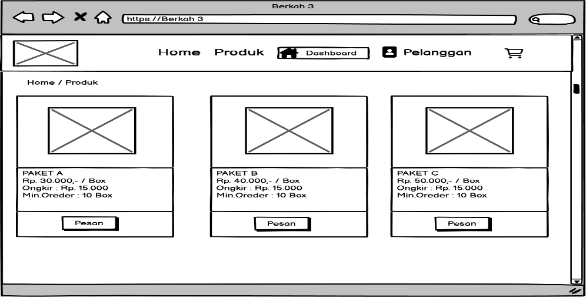 Berkah 3
https://Berkah 3
Home Produk Dashboard Pelanggan
Home / Produk
PAKET A
Rp. 30.000,- / Box
Ongkir : Rp. 15.000
Min.Oreder : 10 Box
Pesan
PAKET B
Rp. 40.000,- / Box
Ongkir : Rp. 15.000
Min.Oreder : 10 Box
Pesan
PAKET C
Rp. 50.000,- / Box
Ongkir : Rp. 15.000
Min.Oreder : 10 Box
Pesan